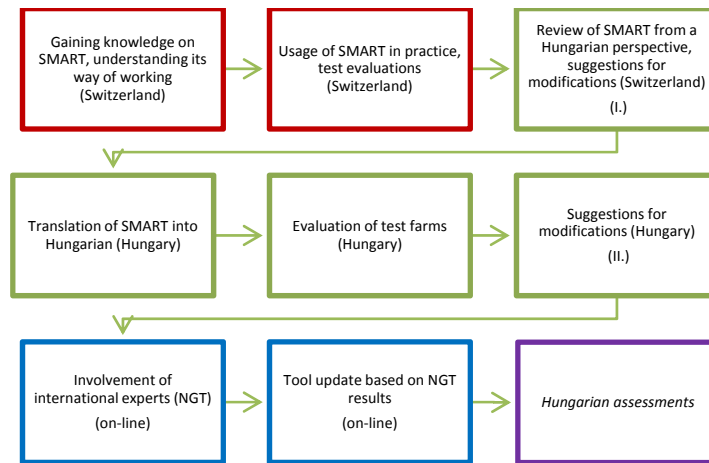 Gaining knowledge on
SMART, understanding its
way of working
(Switzerland)
Usage of SMART in practice,
test evaluations
(Switzerland)
Review of SMART from a
Hungarian perspective,
suggestions for
modifications (Switzerland)
(I.)
Translation of SMART into
Hungarian (Hungary)
Evaluation of test farms
(Hungary)
Suggestions for
modifications (Hungary)
(II.)
Involvement of
international experts (NGT)
(on-line)
Tool update based on NGT
results
(on-line)
Hungarian assessments